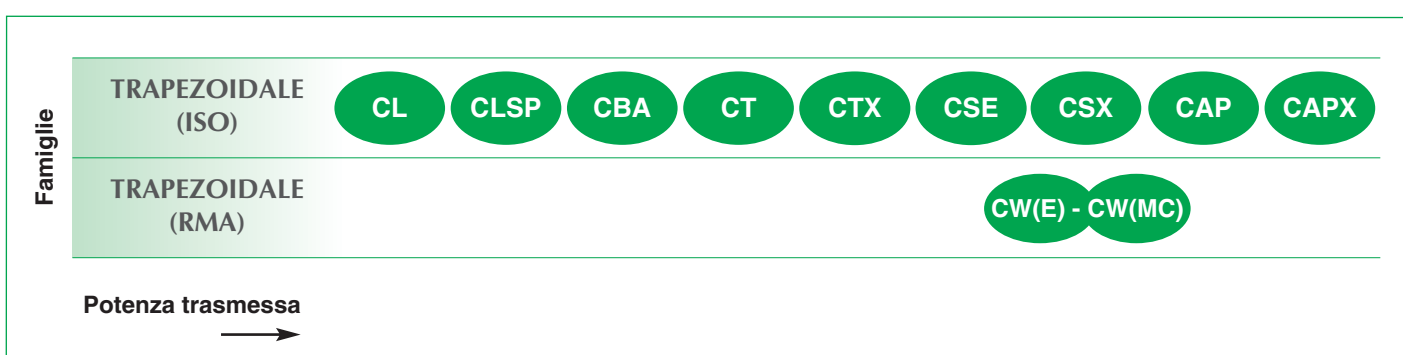 Famiglie
TRAPEZOIDALE
(ISO)
CL CLSP CBA CT CTX CSE CSX CAP CAPX
TRAPEZOIDALE
(RMA)
CW(E) - CW(MC)
Potenza trasmessa